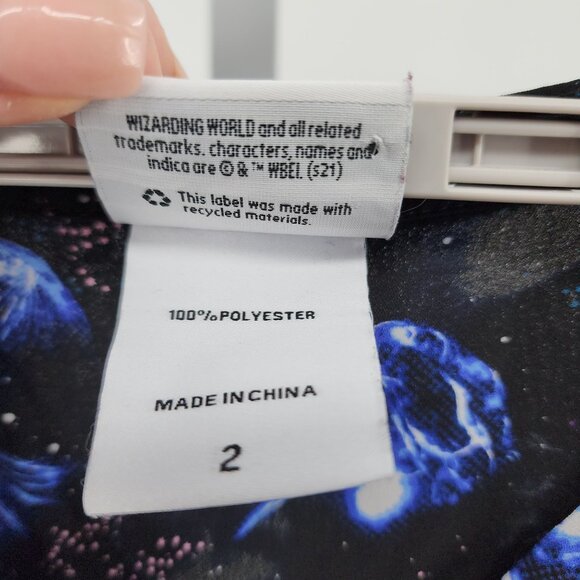 WIZARDING WORLD and all related
trademarks. characters, names and
indica are © & ™ WBEI. (s21)
This label was made with
recycled materials.
100% POLYESTER
MADE IN CHINA
2